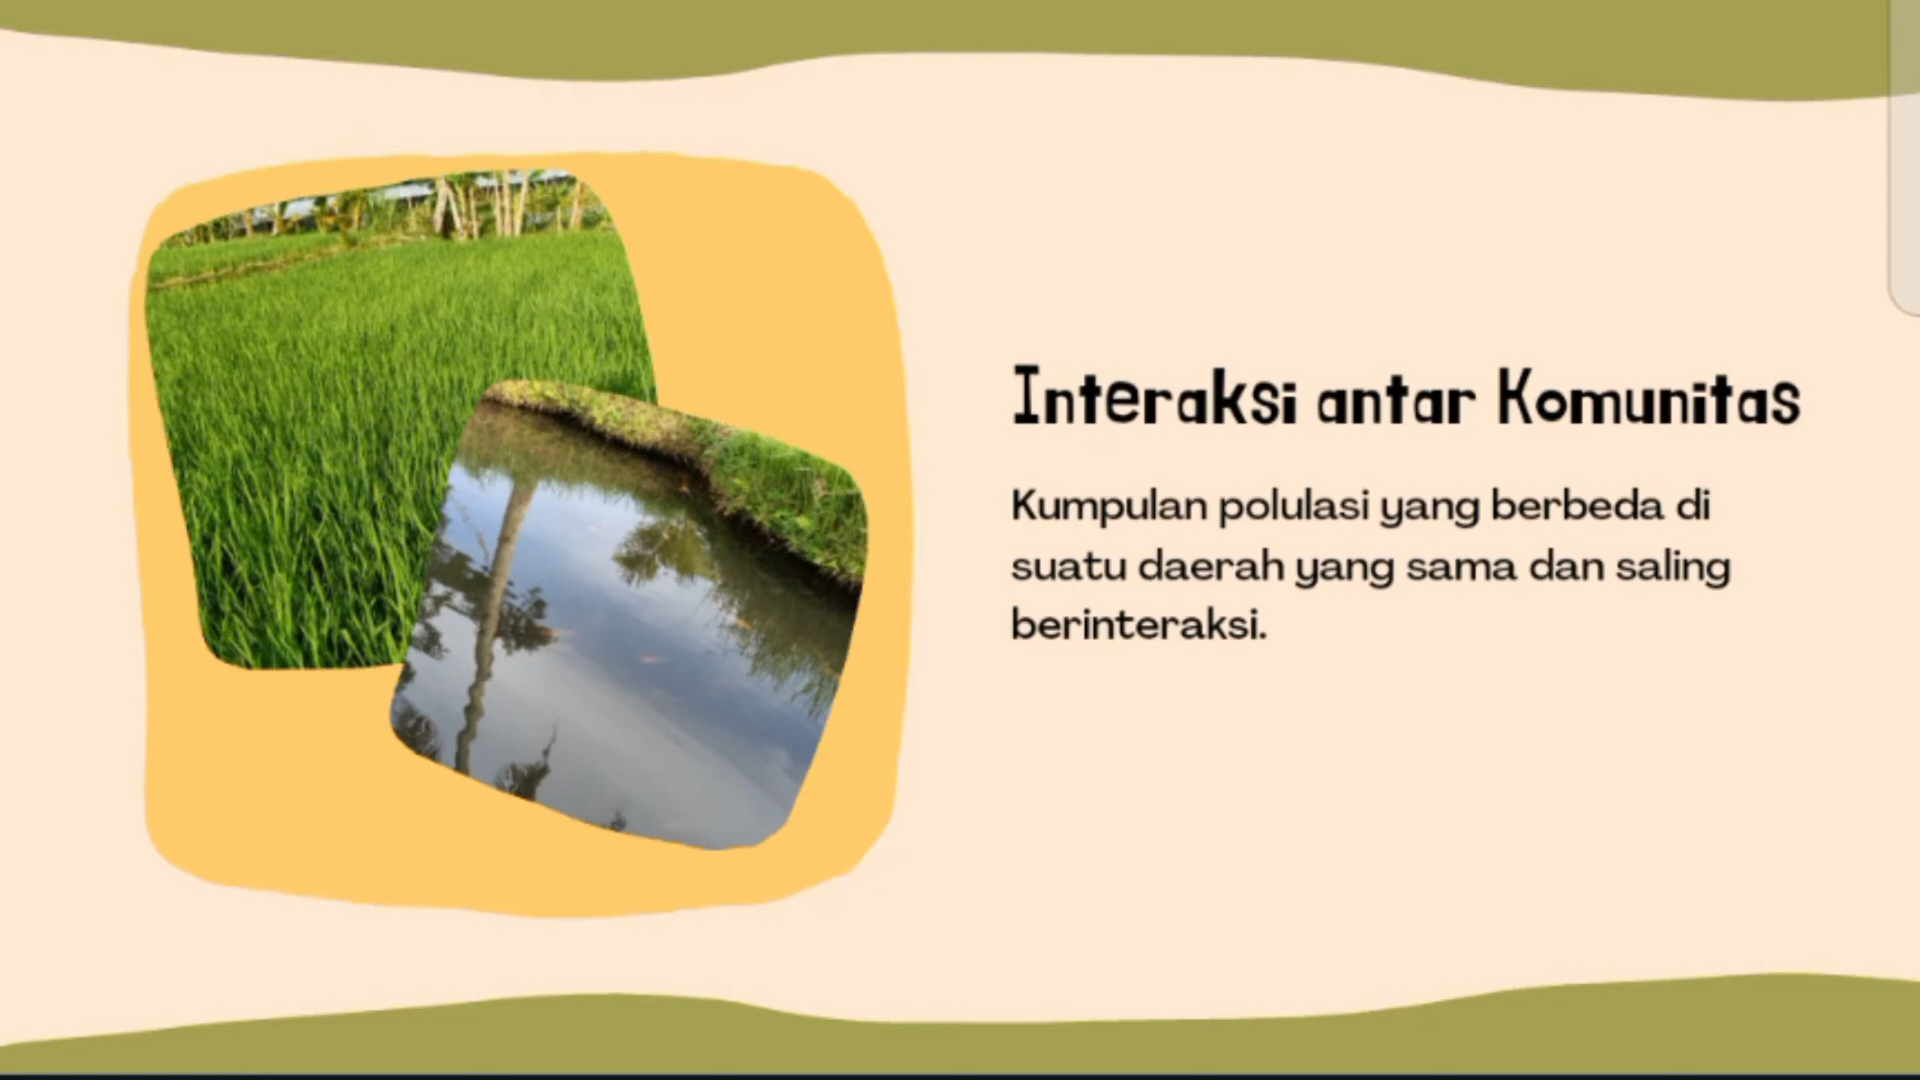 Interaksi antar Komunitas
Kumpulan polulasi yang berbeda di
suatu daerah yang sama dan saling
berinteraksi.